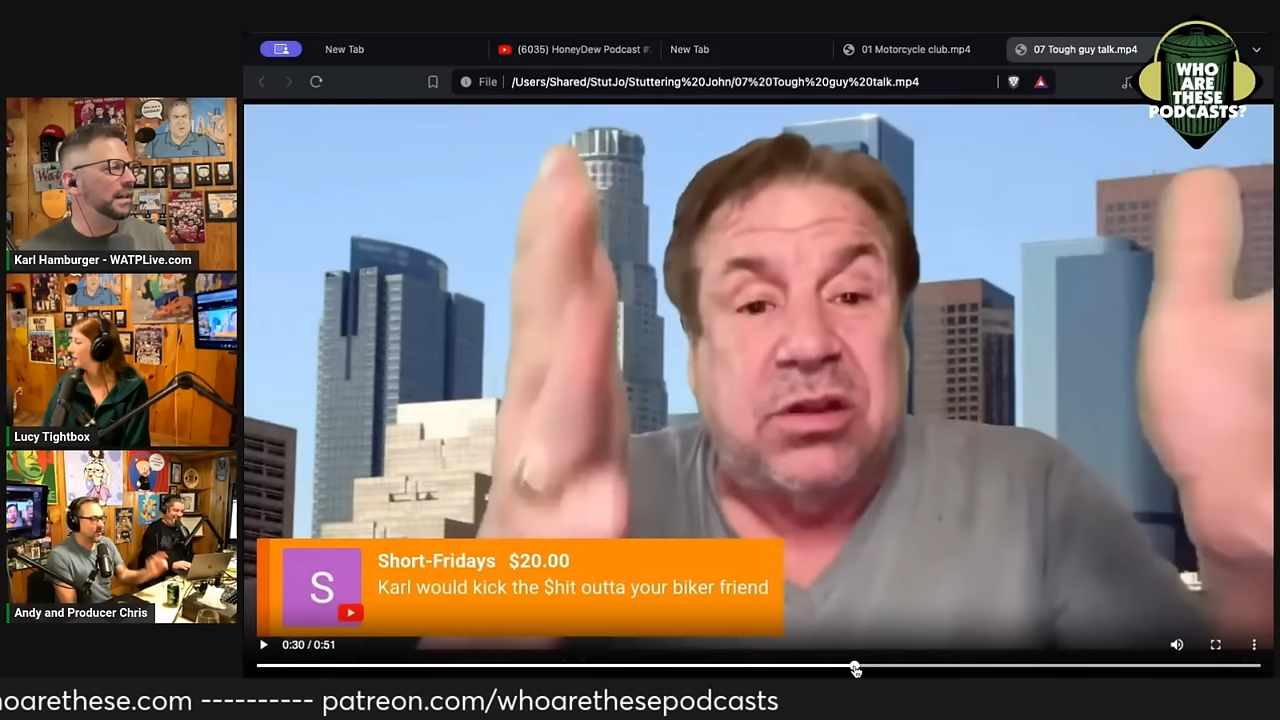 New Tab
(6035) HoneyDew Podcast #
New Tab
01 Motorcycle club.mp4
07 Tough guy talk.mp4
File
/Users/Shared/StutJo/Stuttering%20John/07%20Tough%20guy%20talk.mp4
WHO
ARE
THESE
PODCASTS?
Karl Hamburger - WATPLive.com
Lucy Tightbox
Andy and Producer Chris
S
Short-Fridays $20.00
Karl would kick the $hit outta your biker friend
0:30 / 0:51
hoarethese.com ---------- patreon.com/whoarethesepodcasts